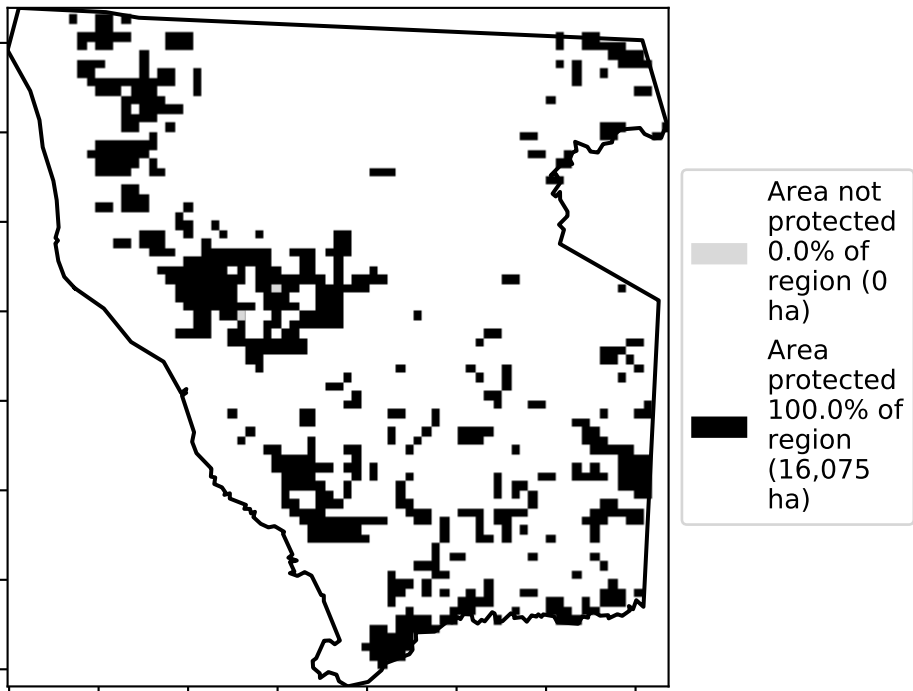 Area not
protected
0.0% of
region (0
ha)
Area
protected
100.0% of
region
(16,075
ha)